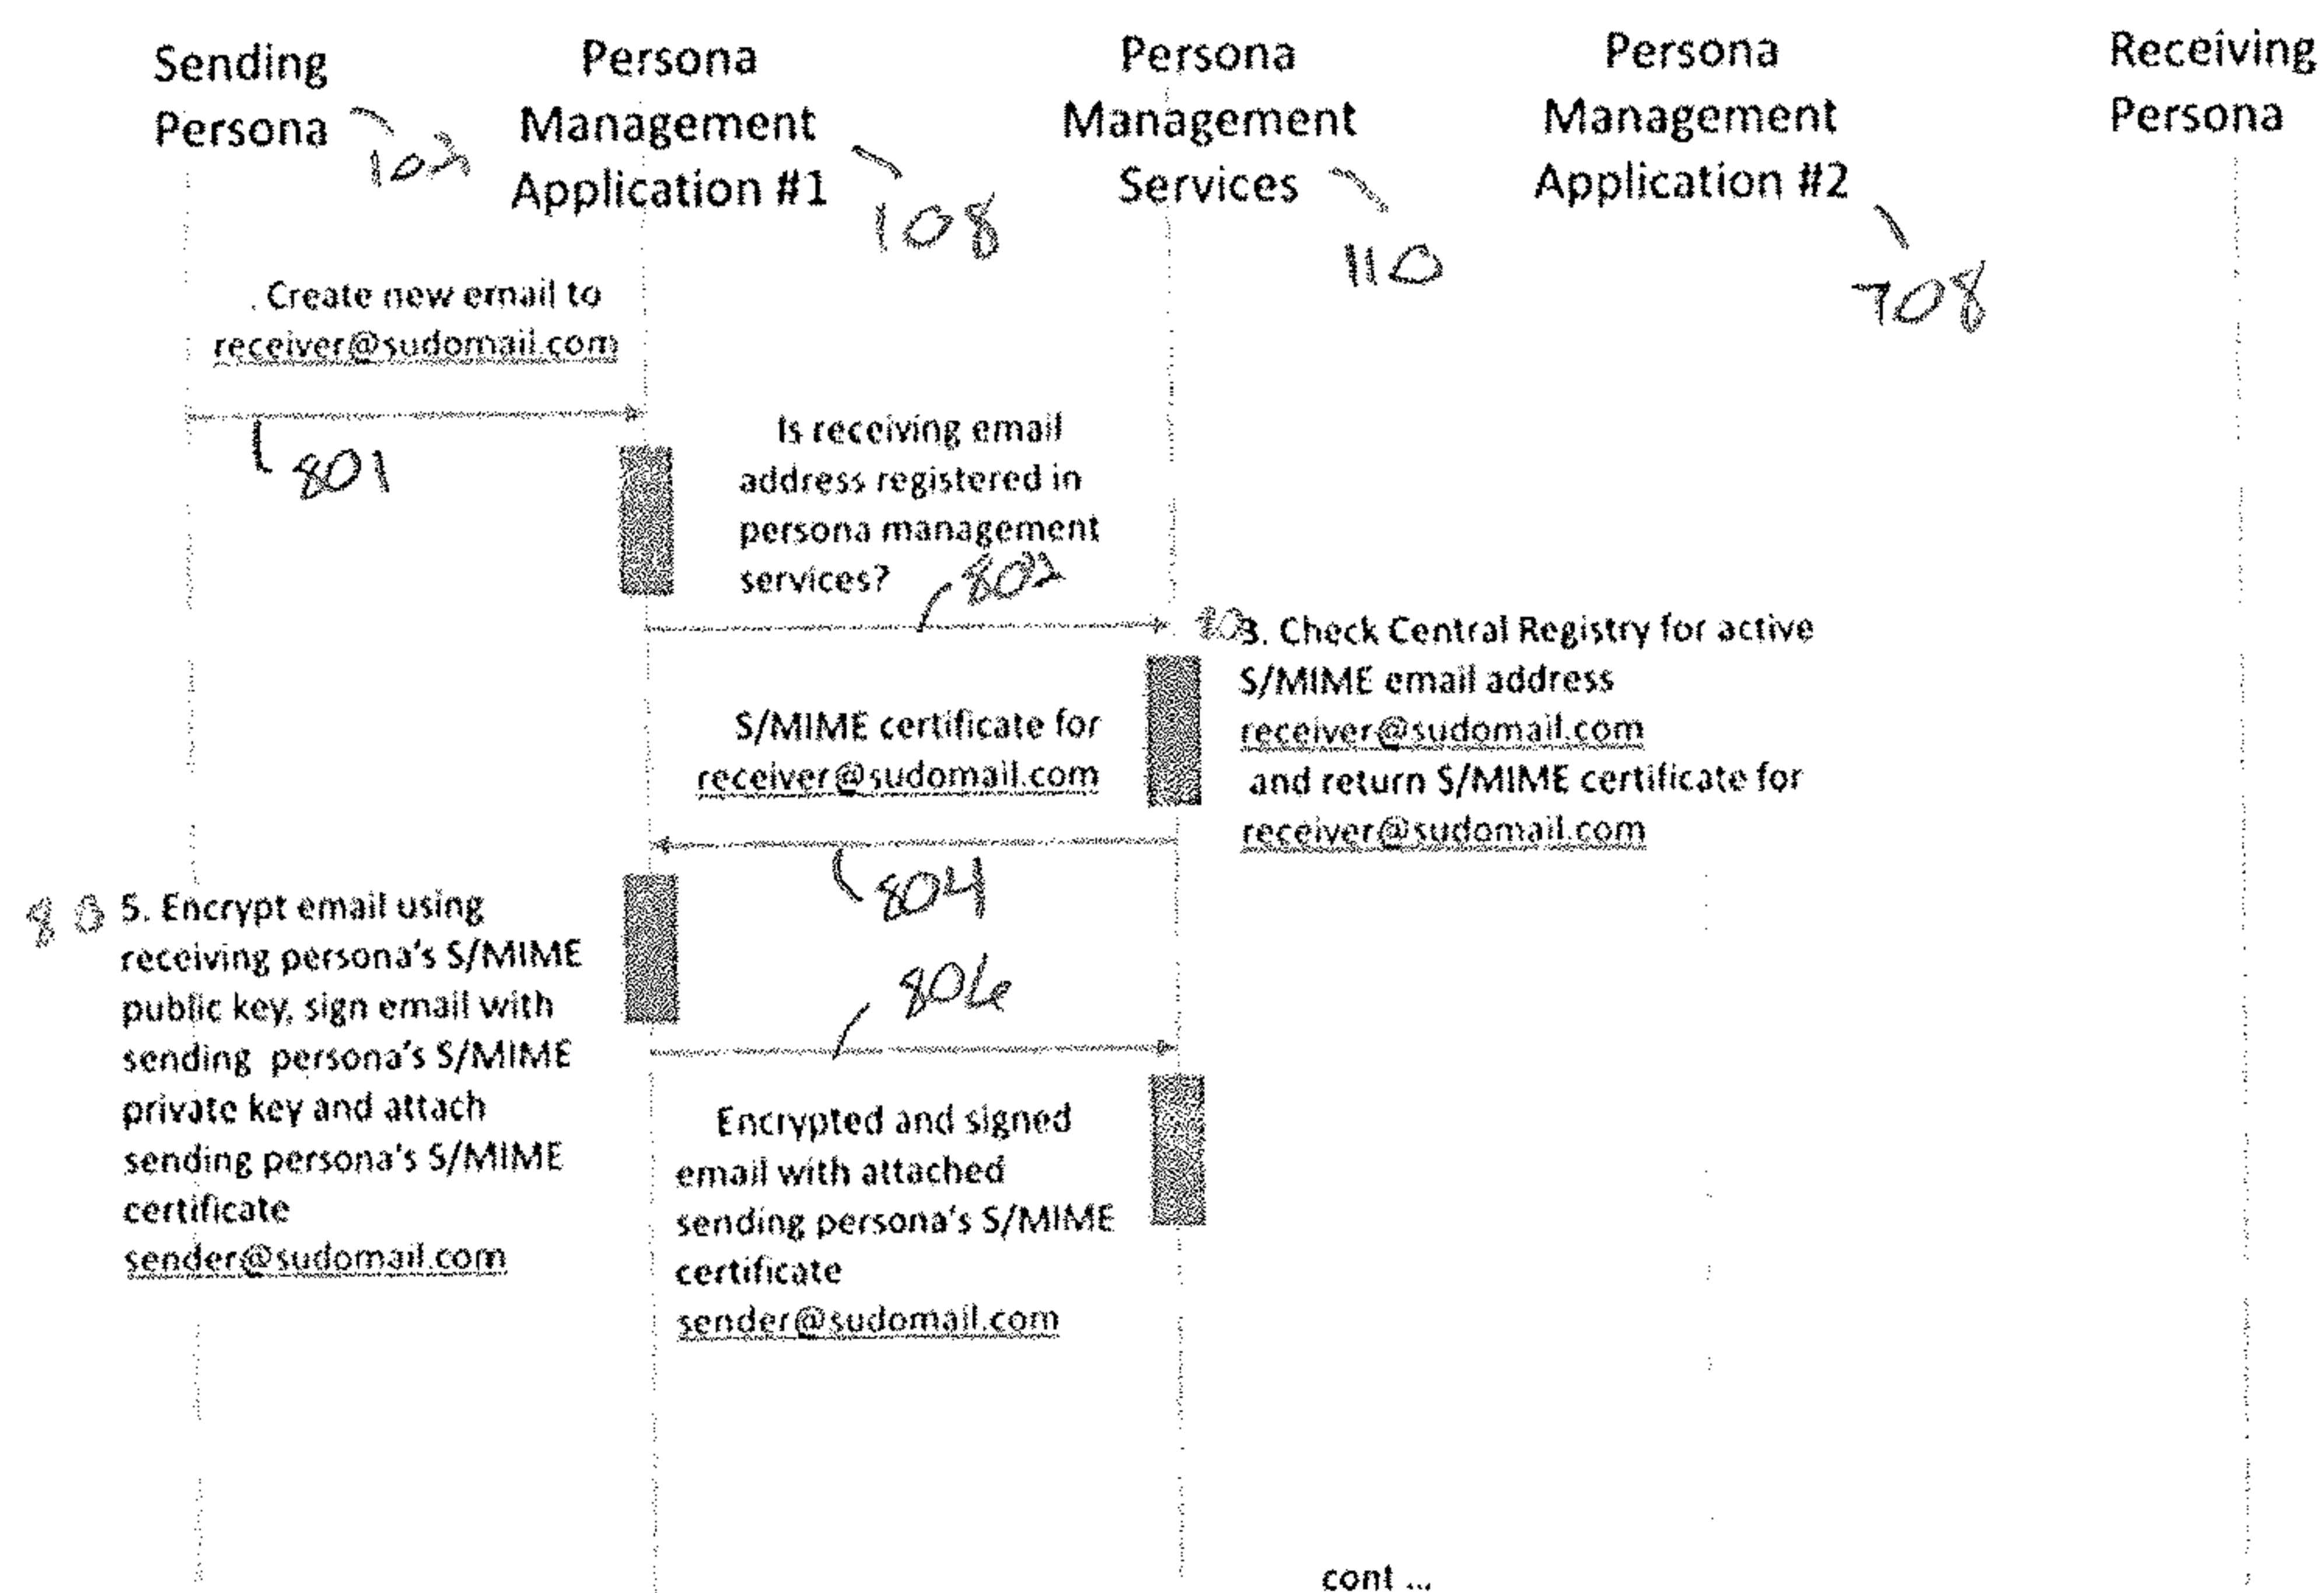 Sending
Persona
102
Persona
Management
Application #1
108
Persona
Management
Services
110
Persona
Management
Application #2
708
Receiving
Persona
. Create new email to
receiver@sudomail.com
801
Is receiving email
address registered in
persona management
services?
802
803. Check Central Registry for active
S/MIME email address
receiver@sudomail.com
and return S/MIME certificate for
receiver@sudomail.com
S/MIME certificate for
receiver@sudomail.com
804
805. Encrypt email using
receiving persona's S/MIME
public key, sign email with
sending persona's S/MIME
private key and attach
sending persona's S/MIME
certificate
sender@sudomail.com
806
Encrypted and signed
email with attached
sending persona's S/MIME
certificate
sender@sudomail.com
cont ...